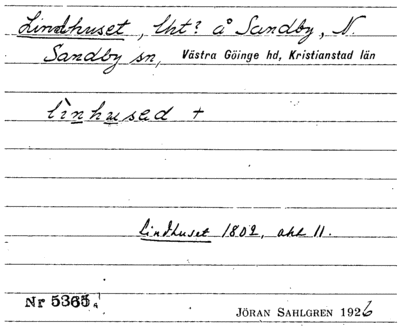 Lindhuset, lht? å Sandby, N.
Sandby sn, Västra Göinge hd, Kristianstad län
lìnhused +
Lindhuset 1802, akt 11.
Nr 5365
JÖRAN SAHLGREN 1926